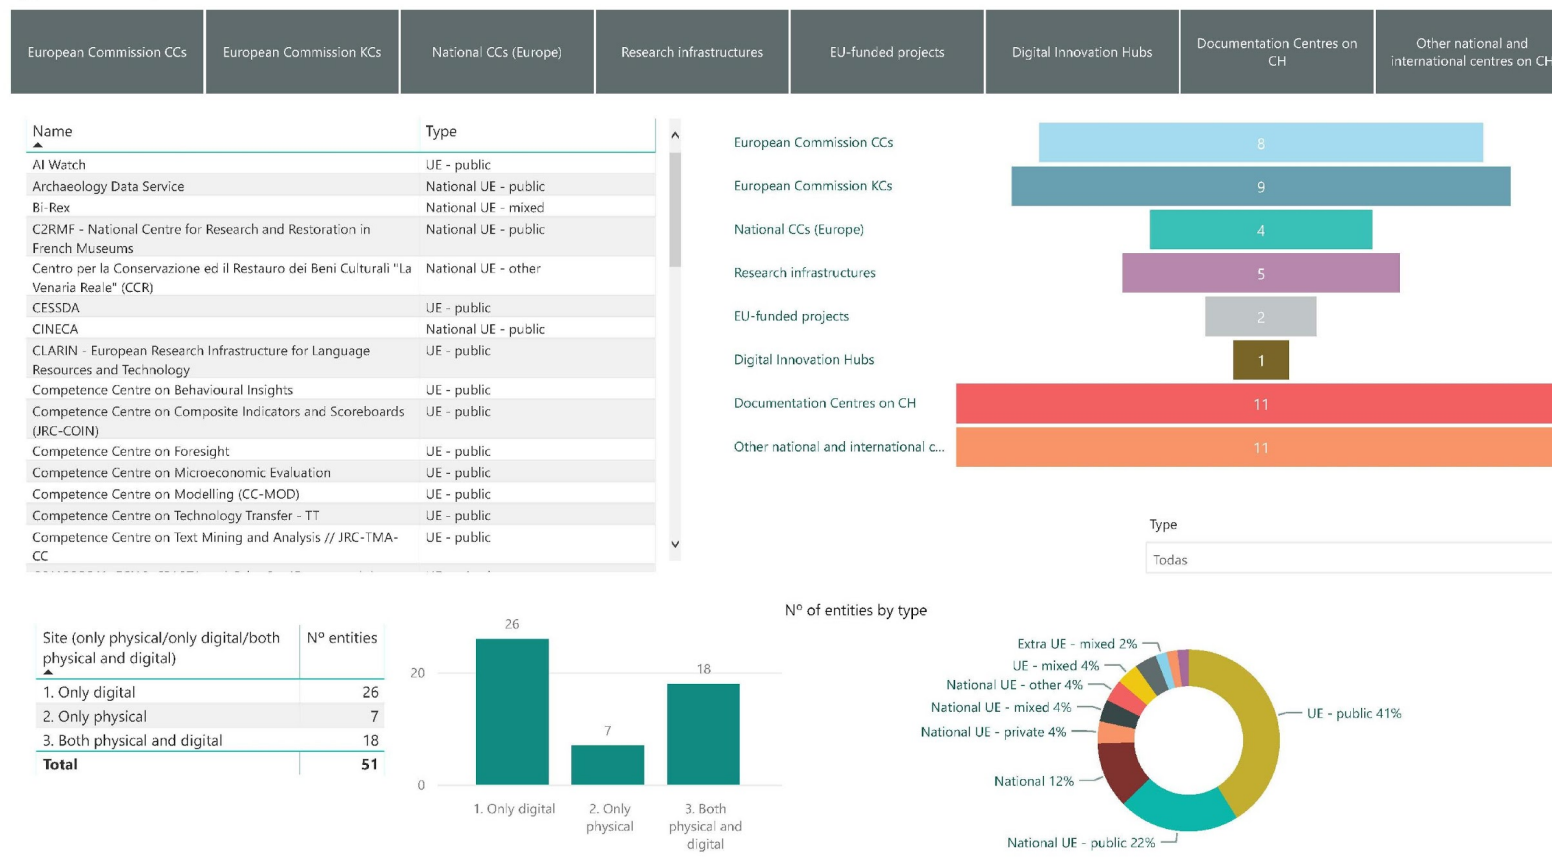 European Commission CCs
European Commission KCs
National CCs (Europe)
Research infrastructures
EU-funded projects
Digital Innovation Hubs
Documentation Centres on
CH
Other national and
international centres on CH
Name
Type
AI Watch
UE - public
Archaeology Data Service
National UE - public
Bi-Rex
National UE - mixed
C2RMF - National Centre for Research and Restoration in
French Museums
National UE - public
Centro per la Conservazione ed il Restauro dei Beni Culturali "La
Venaria Reale" (CCR)
National UE - other
CESSDA
UE - public
CINECA
National UE - public
CLARIN - European Research Infrastructure for Language
Resources and Technology
UE - public
Competence Centre on Behavioural Insights
UE - public
Competence Centre on Composite Indicators and Scoreboards
(JRC-COIN)
UE - public
Competence Centre on Foresight
UE - public
Competence Centre on Microeconomic Evaluation
UE - public
Competence Centre on Modelling (CC-MOD)
UE - public
Competence Centre on Technology Transfer - TT
UE - public
Competence Centre on Text Mining and Analysis // JRC-TMA-
CC
UE - public
European Commission CCs
8
European Commission KCs
9
National CCs (Europe)
4
Research infrastructures
5
EU-funded projects
2
Digital Innovation Hubs
1
Documentation Centres on CH
11
Other national and international c...
11
Type
Todas
Site (only physical/only digital/both
physical and digital)
Nº entities
1. Only digital
26
2. Only physical
7
3. Both physical and digital
18
Total
51
20
0
26
7
18
1. Only digital
2. Only
physical
3. Both
physical and
digital
Nº of entities by type
Extra UE - mixed 2%
UE - mixed 4%
National UE - other 4%
National UE - mixed 4%
National UE - private 4%
National 12%
National UE - public 22%
UE - public 41%